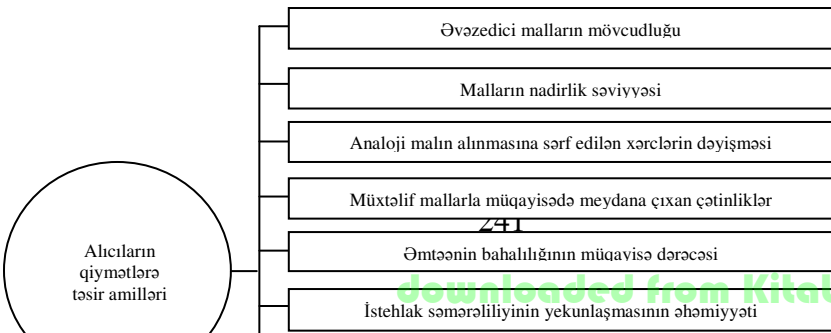 Əvəzedici malların mövcudluğu
Malların nadirlik səviyyəsi
Analoji malın alınmasına sərf edilən xərclərin dəyişməsi
Müxtəlif mallarla müqayisədə meydana çıxan çətinliklər
241
Alıcıların
qiymətlərə
təsir amilləri
Əmtəənin bahalılığının müqayisə dərəcəsi
downloaded from Kitab
İstehlak səmərəliliyinin yekunlaşmasının əhəmiyyəti